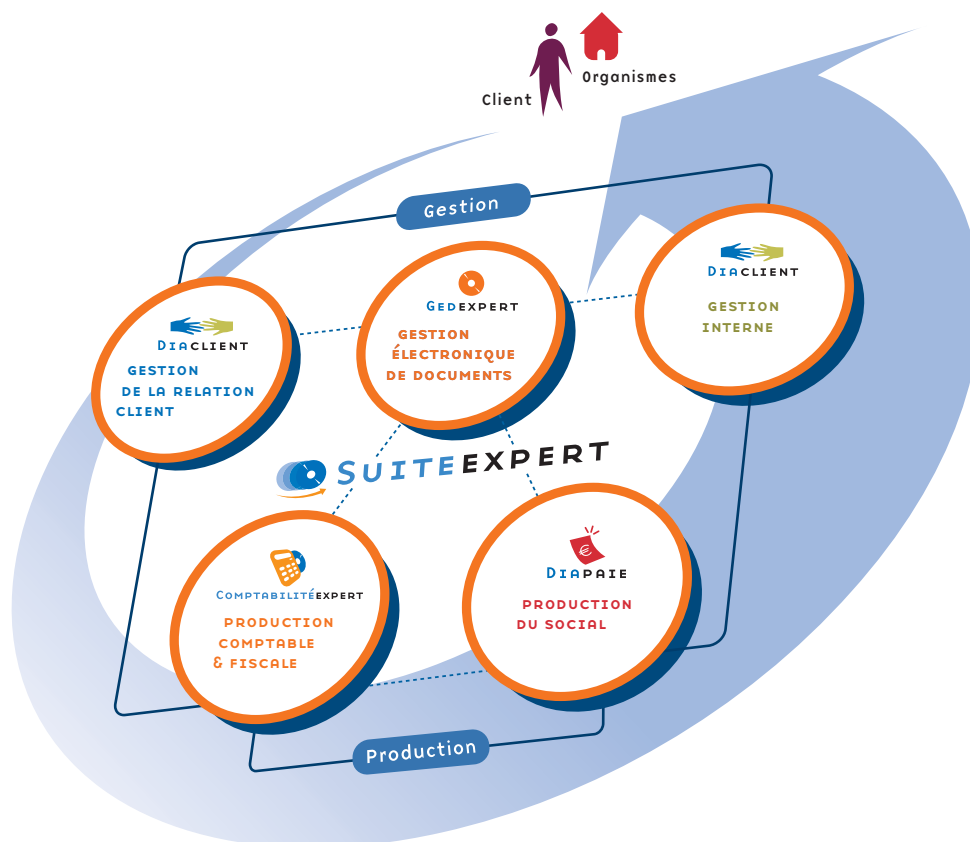 Organismes
Client
Gestion
DIACLIENT
GESTION
INTERNE
GEDEXPERT
GESTION
ÉLECTRONIQUE
DE DOCUMENTS
DIACLIENT
GESTION
DE LA RELATION
CLIENT
SUITEEXPERT
€
DIAPAIE
PRODUCTION
DU SOCIAL
COMPTABILITÉEXPERT
PRODUCTION
COMPTABLE
& FISCALE
Production